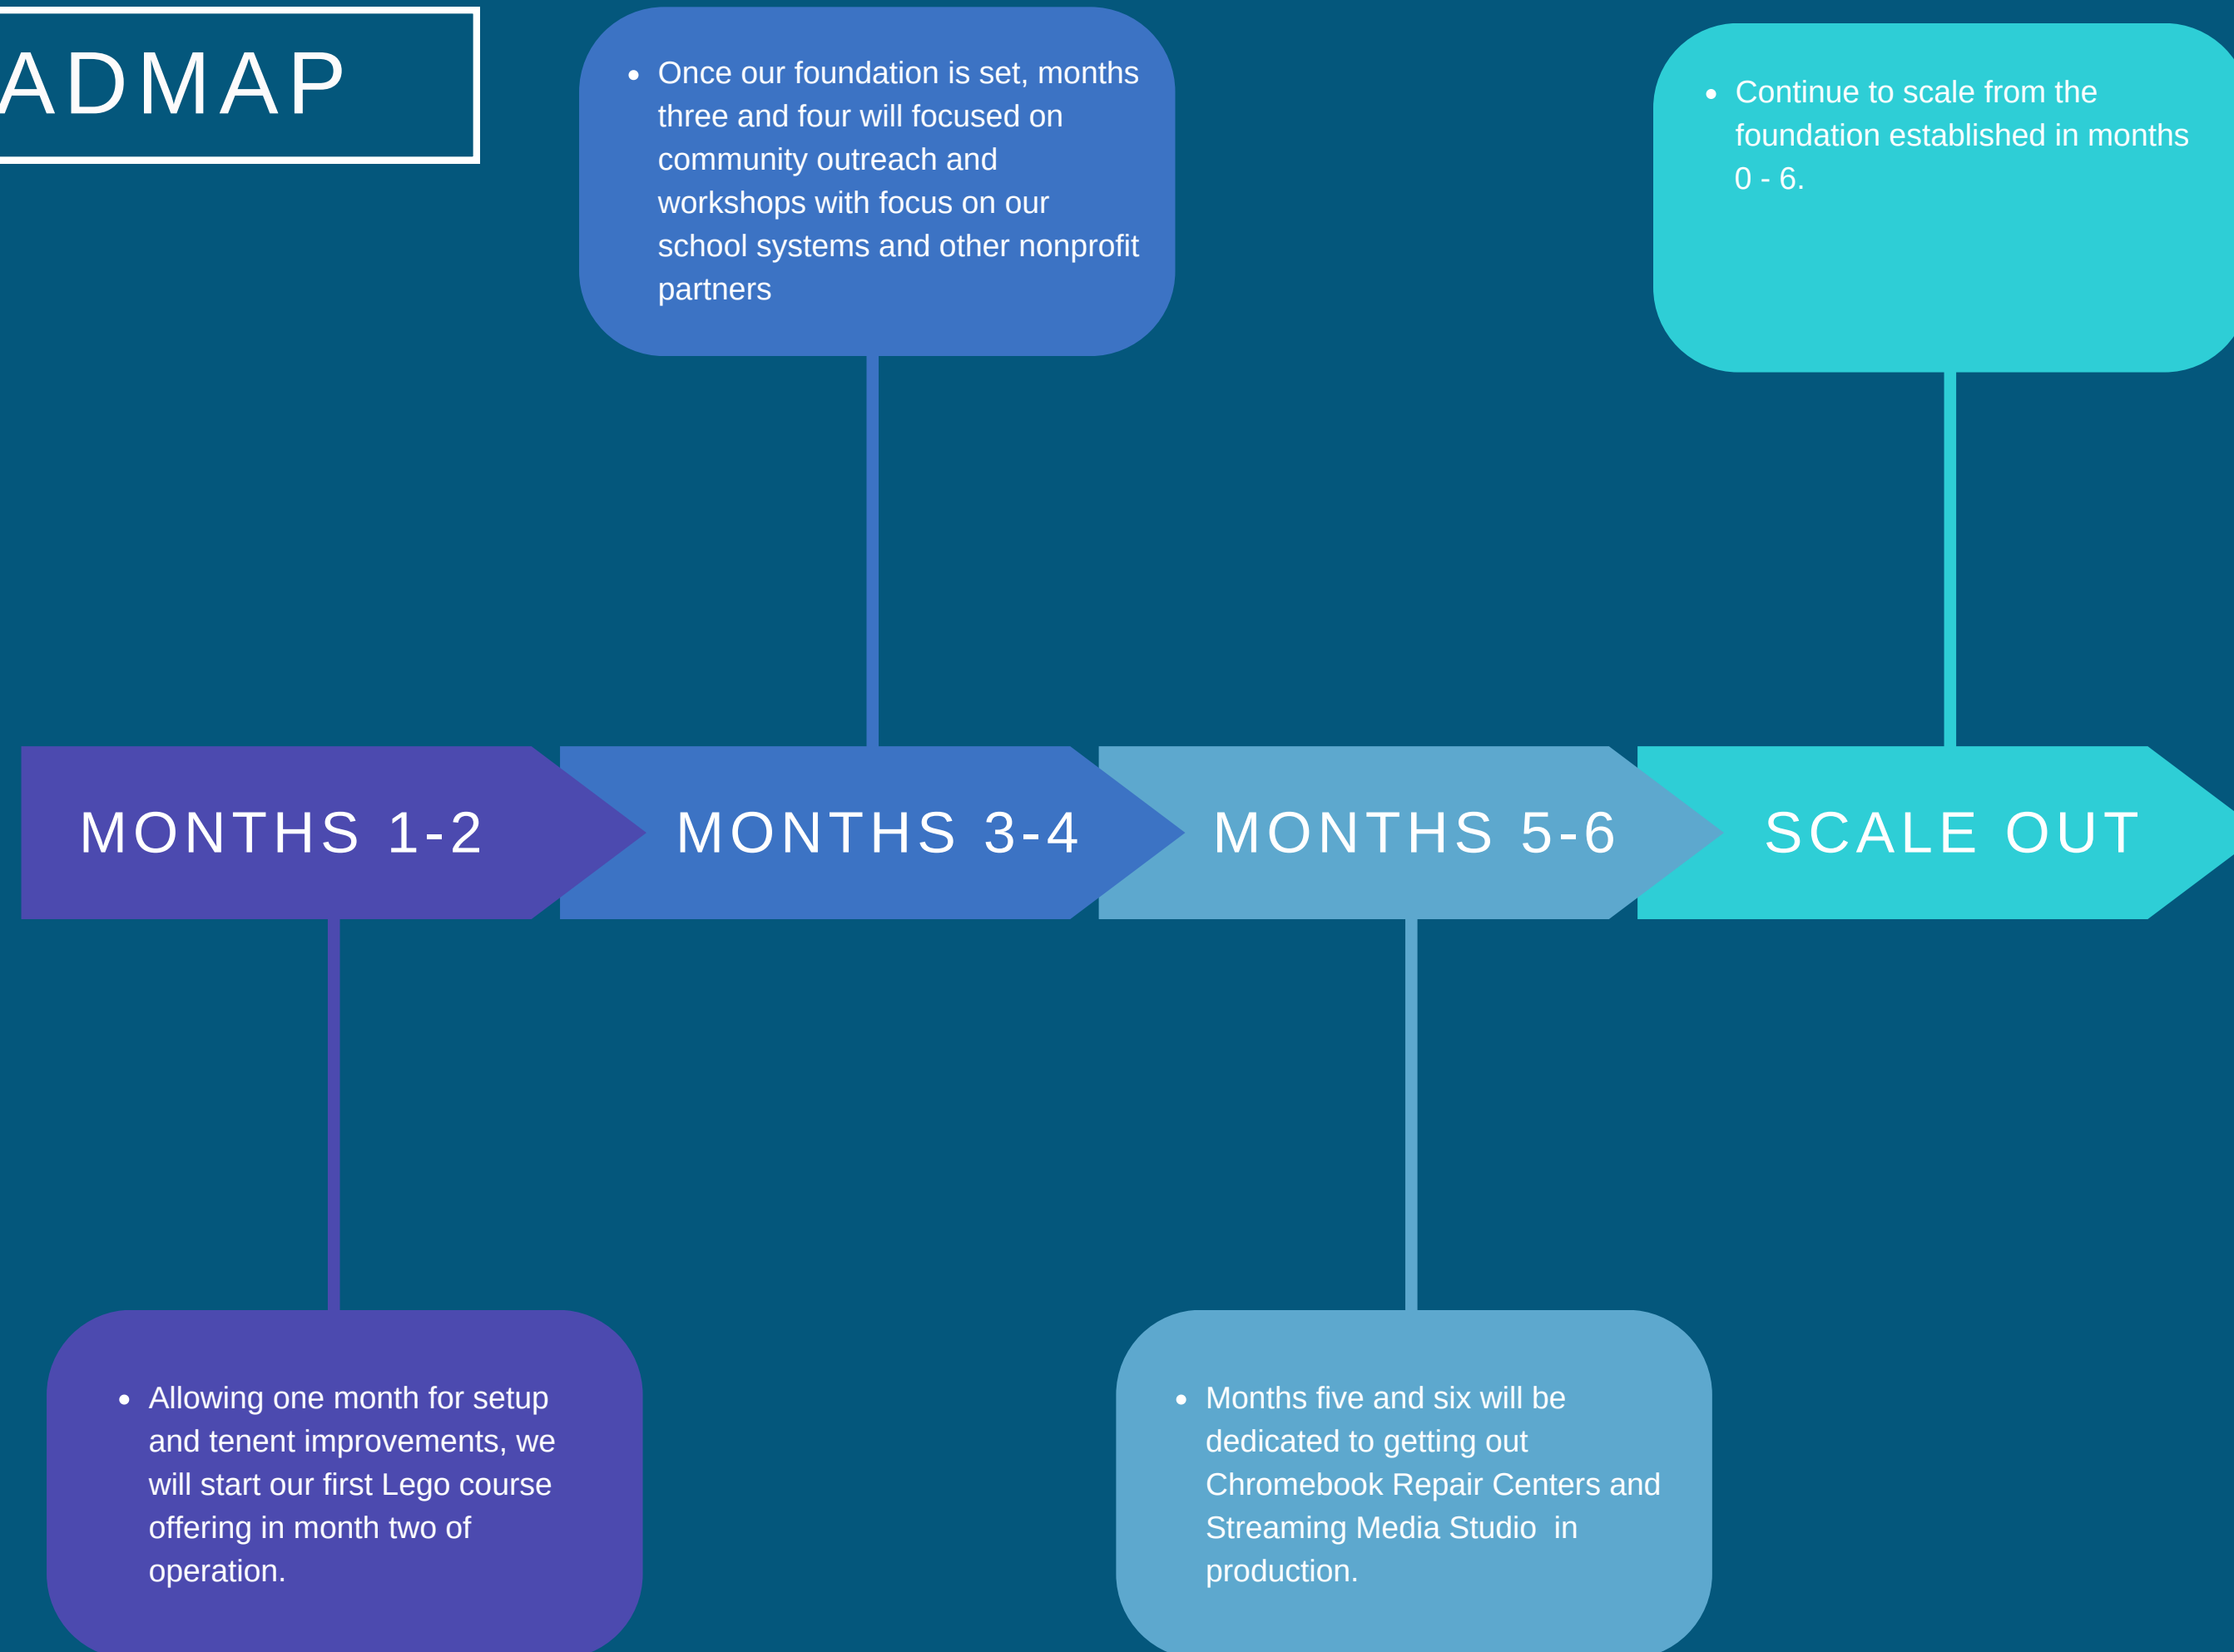 ADMAP
• Once our foundation is set, months
three and four will focused on
community outreach and
workshops with focus on our
school systems and other nonprofit
partners
• Continue to scale from the
foundation established in months
0 - 6.
MONTHS 1-2
MONTHS 3-4
MONTHS 5-6
SCALE OUT
• Allowing one month for setup
and tenent improvements, we
will start our first Lego course
offering in month two of
operation.
• Months five and six will be
dedicated to getting out
Chromebook Repair Centers and
Streaming Media Studio  in
production.